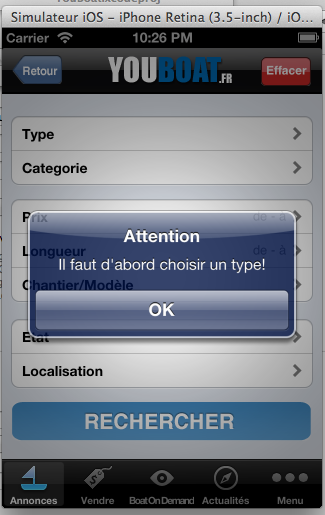 YouBoat.xcodeproj
Simulateur iOS – iPhone Retina (3.5-inch) / iO...
Carrier 10:26 PM
Retour
YOUBOAT.FR
Effacer
Type
Categorie
Prix de - à
Longueur de - à
Chantier/Modèle
Attention
Il faut d'abord choisir un type!
OK
Etat
Localisation
RECHERCHER
Annonces Vendre BoatOnDemand Actualités Menu